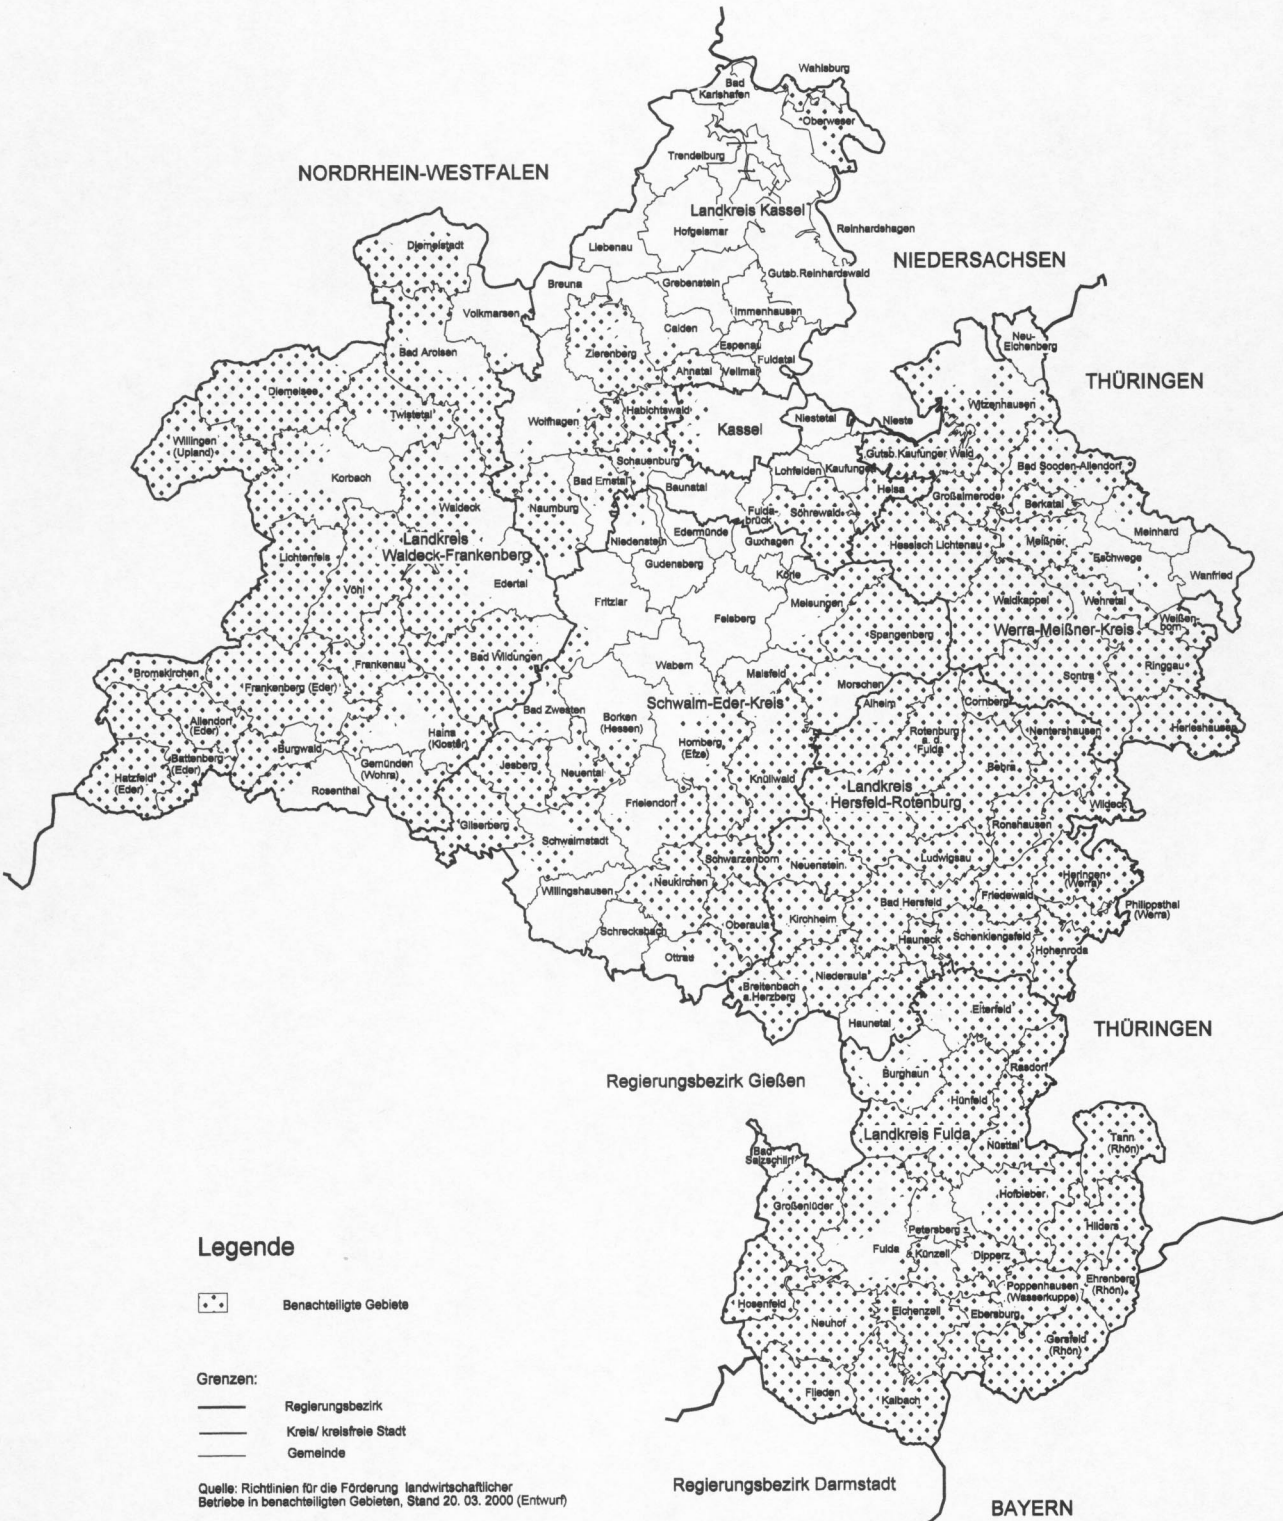 Wahlsburg
Bad
Karlshafen
Oberweser
Trendelburg
NORDRHEIN-WESTFALEN
Landkreis Kassel
Reinhardshagen
Hofgeismar
Diemelstadt
Liebenau
NIEDERSACHSEN
Gutsb. Reinhardswald
Breuna
Grebenstein
Volkmarsen
Immenhausen
Calden
Neu-
Eichenberg
Espenau
Bad Arolsen
Zierenberg
Fuldatal
Ahnatal
Vellmar
THÜRINGEN
Diemelsee
Witzenhausen
Twistetal
Habichtswald
Wolfhagen
Niestetal
Nieste
Kassel
Willingen
(Upland)
Gutsb. Kaufunger Wald
Schauenburg
Bad Sooden-Allendorf
Lohfelden
Kaufungen
Korbach
Bad Emstal
Baunatal
Helsa
Großalmerode
Waldeck
Naumburg
Fulda-
brück
Söhrewald
Berkatal
Edermünde
Meinhard
Landkreis
Waldeck-Frankenberg
Niedenstein
Guxhagen
Hessisch Lichtenau
Meißner
Eschwege
Lichtenfels
Gudensberg
Körle
Wanfried
Edertal
Vöhl
Fritzlar
Melsungen
Waldkappel
Wehretal
Felsberg
Weißen-
born
Spangenberg
Werra-Meißner-Kreis
Bad Wildungen
Frankenau
Wabern
Ringgau
Bromskirchen
Malsfeld
Sontra
Frankenberg (Eder)
Morschen
Schwalm-Eder-Kreis
Alheim
Cornberg
Bad Zwesten
Allendorf
(Eder)
Borken
(Hessen)
Herleshausen
Rotenburg
a. d.
Fulda
Nentershausen
Haina
(Kloster)
Burgwald
Homberg
(Efze)
Battenberg
(Eder)
Gemünden
(Wohra)
Jesberg
Neuental
Bebra
Hatzfeld
(Eder)
Knüllwald
Landkreis
Hersfeld-Rotenburg
Rosenthal
Frielendorf
Wildeck
Gilserberg
Ronshausen
Schwalmstadt
Schwarzenborn
Neuenstein
Ludwigsau
Heringen
(Werra)
Neukirchen
Willingshausen
Friedewald
Bad Hersfeld
Philippsthal
(Werra)
Kirchheim
Oberaula
Schrecksbach
Hauneck
Schenklengsfeld
Hohenroda
Ottrau
Niederaula
Breitenbach
a.Herzberg
Eiterfeld
Haunetal
THÜRINGEN
Rasdorf
Burghaun
Regierungsbezirk Gießen
Hünfeld
Landkreis Fulda
Nüsttal
Tann
(Rhön)
Bad
Salzschlirf
Hofbieber
Großenlüder
Hilders
Petersberg
Legende
Fulda
Künzell
Dipperz
Poppenhausen
(Wasserkuppe)
Ehrenberg
(Rhön)
Benachteiligte Gebiete
Hosenfeld
Eichenzell
Ebersburg
Neuhof
Gersfeld
(Rhön)
Grenzen:
Flieden
Kalbach
Regierungsbezirk
Kreis/ kreisfreie Stadt
Gemeinde
Regierungsbezirk Darmstadt
Quelle: Richtlinien für die Förderung landwirtschaftlicher
Betriebe in benachteiligten Gebieten, Stand 20. 03. 2000 (Entwurf)
BAYERN